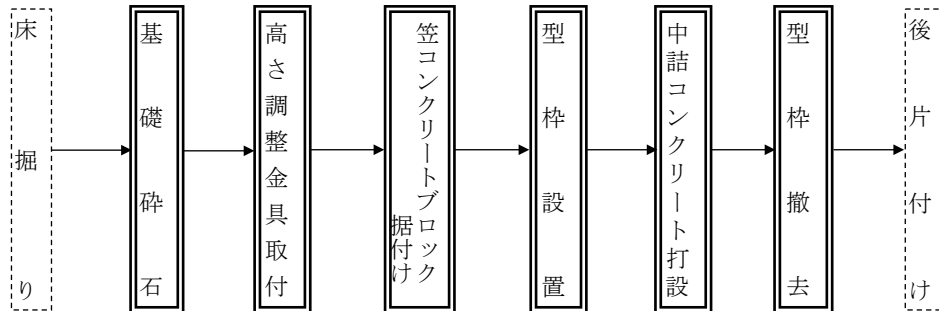 床掘り
基礎砕石
高さ調整金具取付
笠コンクリートブロック
据付け
型枠設置
中詰コンクリート打設
型枠撤去
後片付け